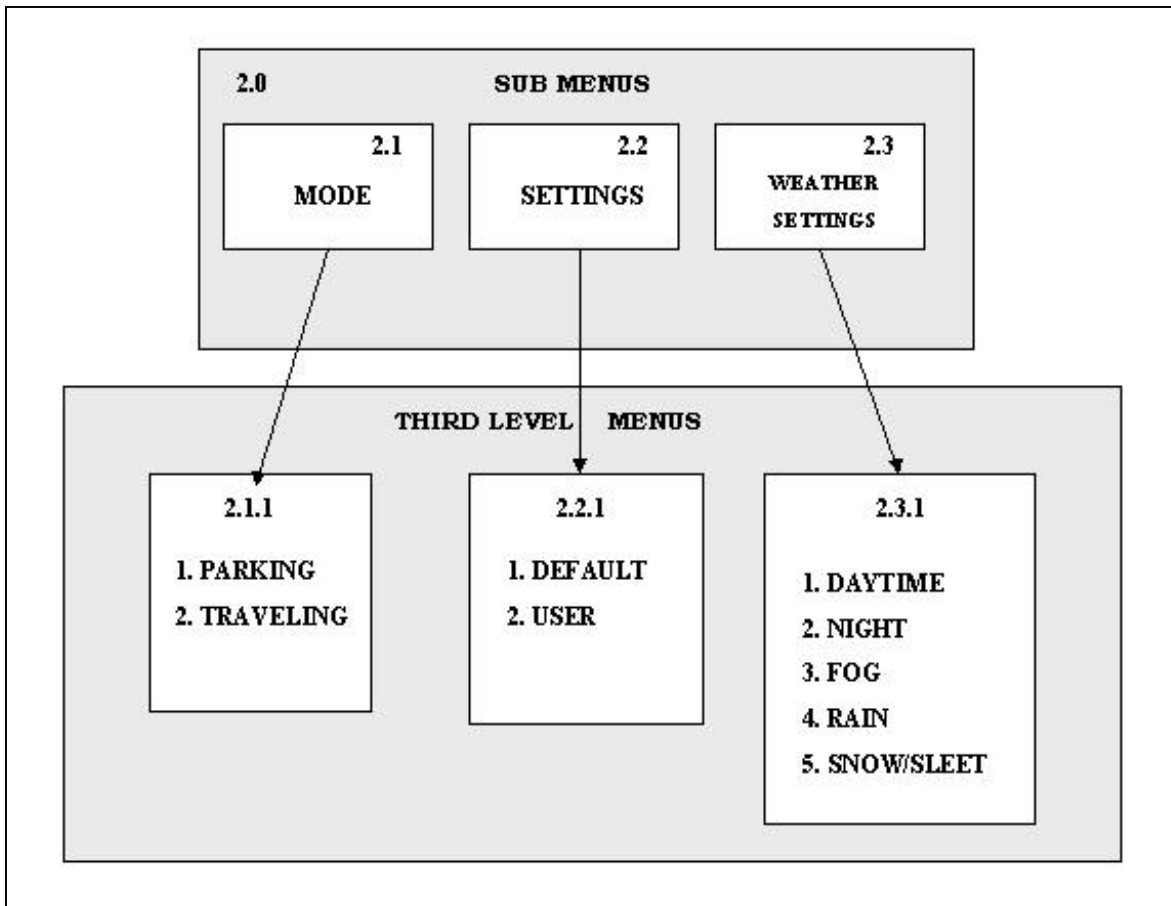 2.0 SUB MENUS
2.1
MODE
2.2
SETTINGS
2.3
WEATHER
SETTINGS
THIRD LEVEL MENUS
2.1.1
1. PARKING
2. TRAVELING
2.2.1
1. DEFAULT
2. USER
2.3.1
1. DAYTIME
2. NIGHT
3. FOG
4. RAIN
5. SNOW/SLEET